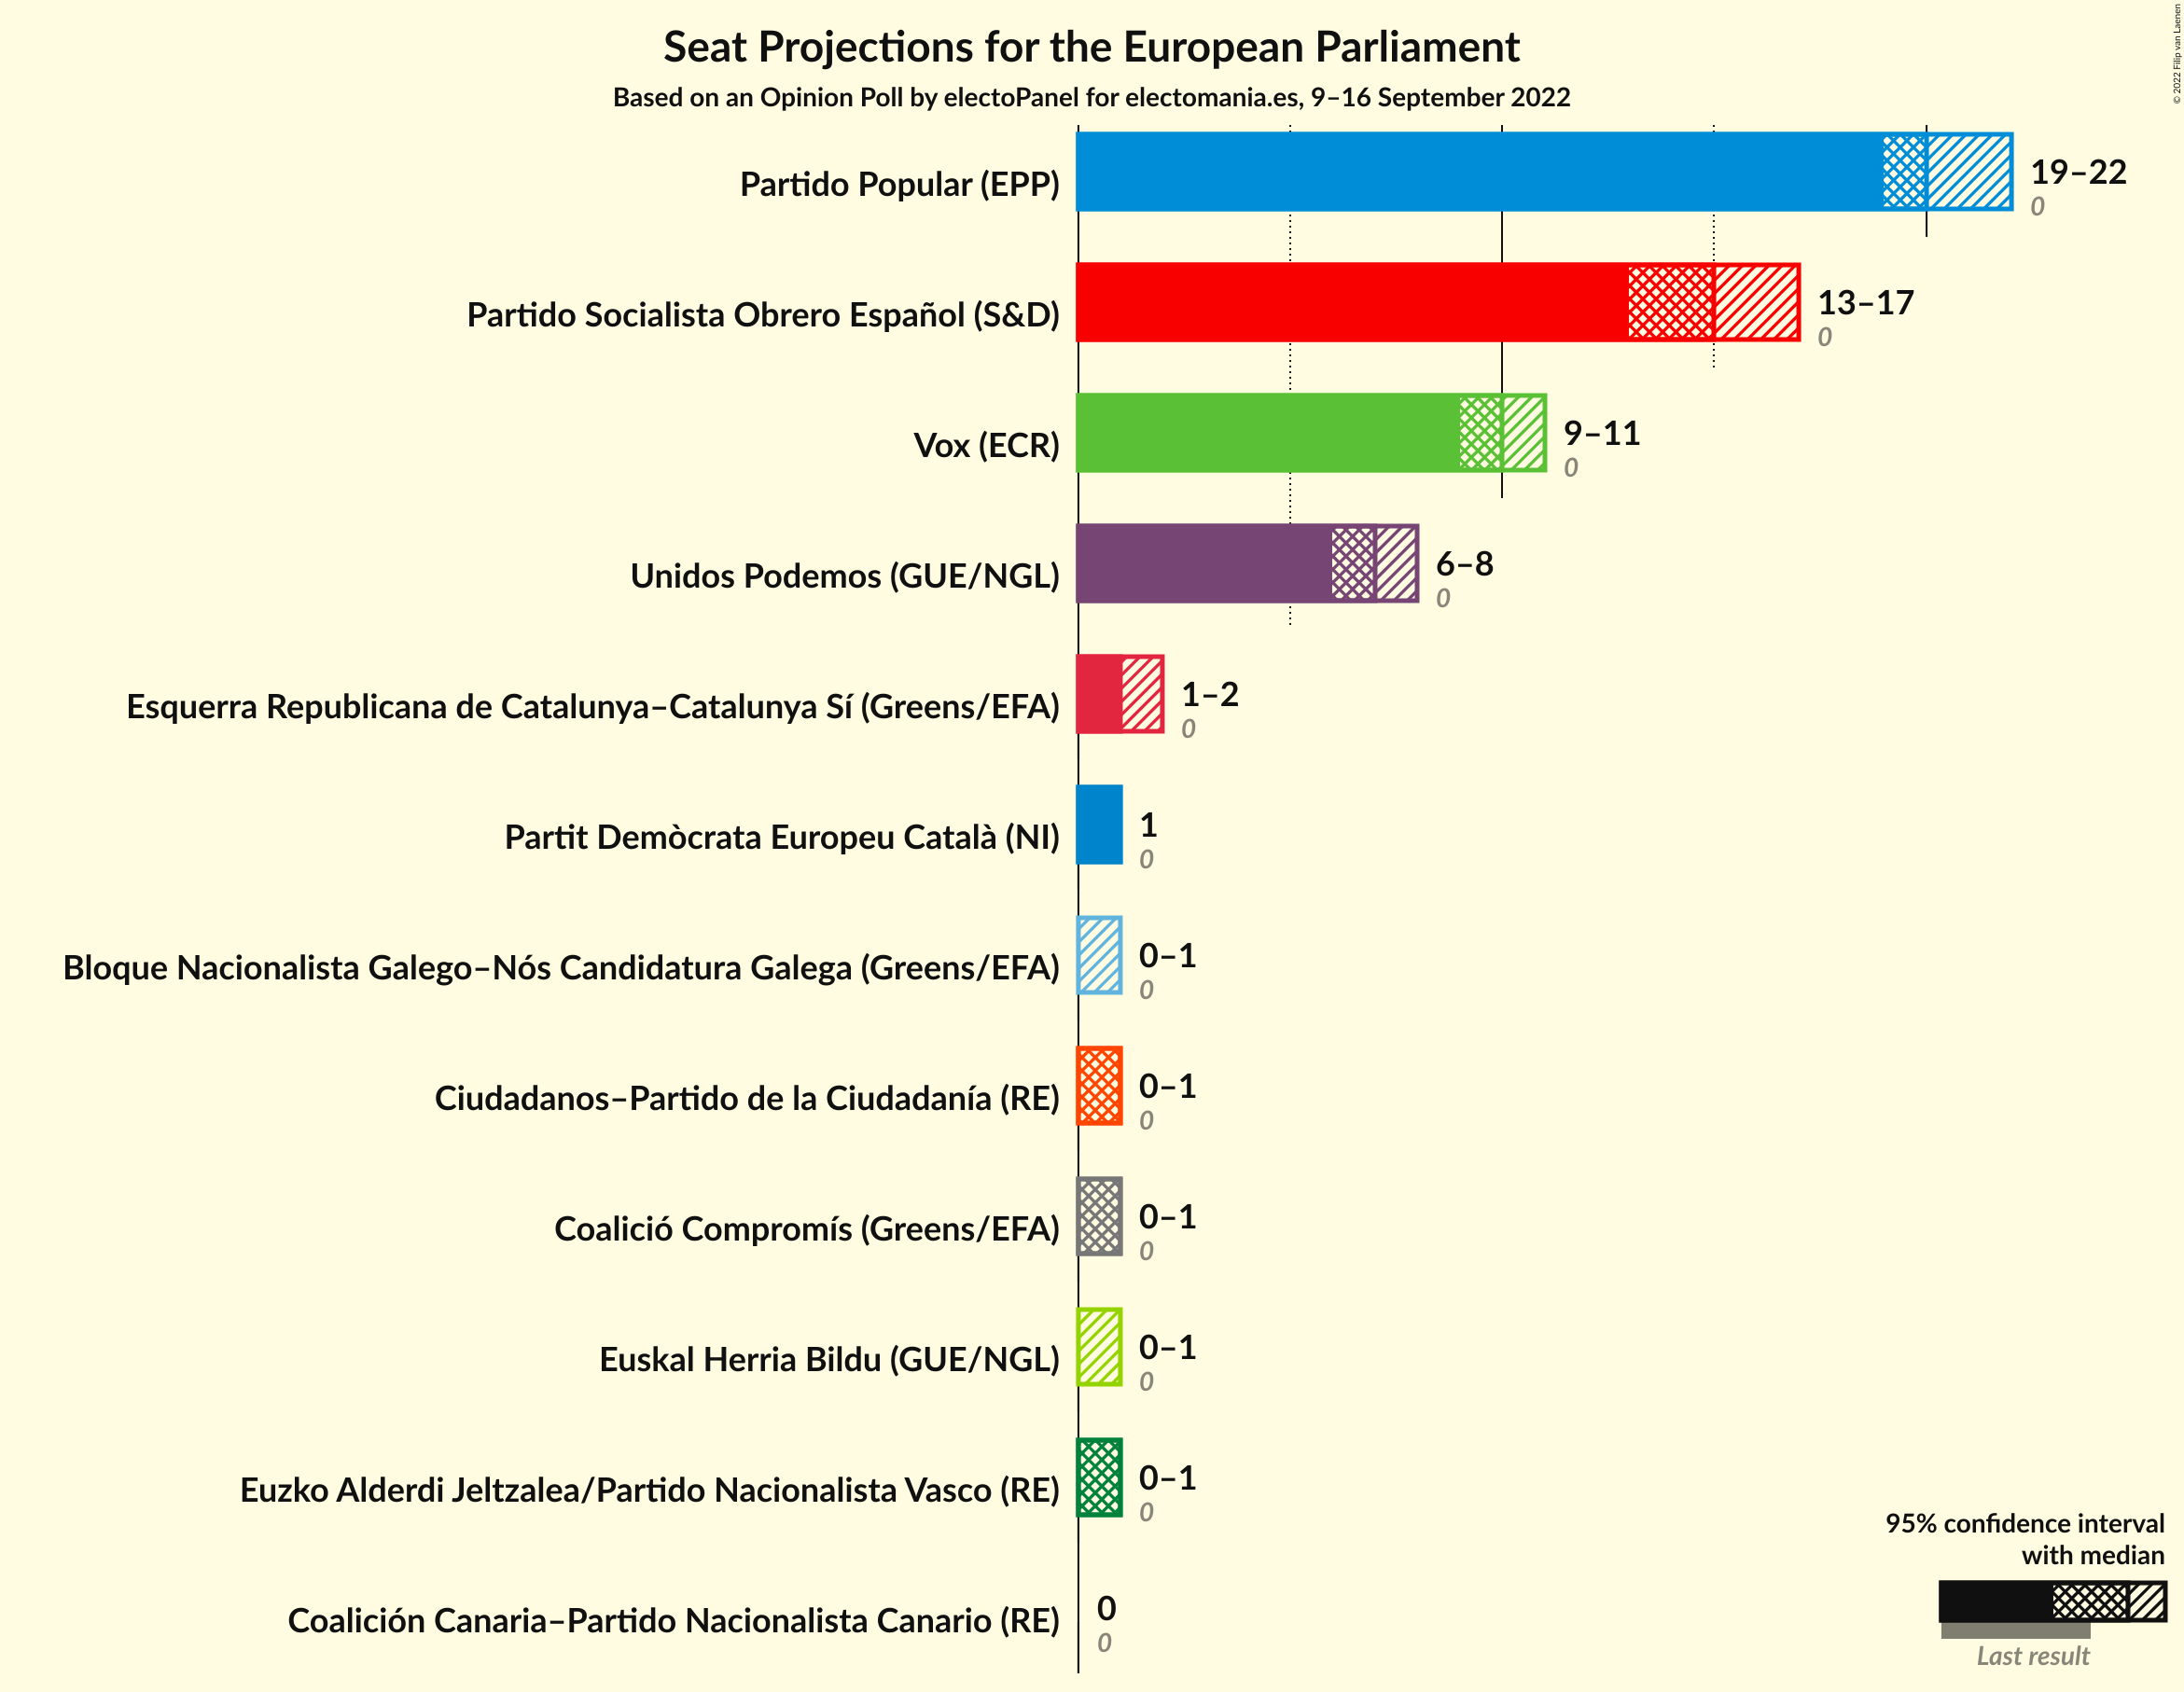 Seat Projections for the European Parliament
Based on an Opinion Poll by electoPanel for electomania.es, 9–16 September 2022
© 2022 Filip van Laenen
Partido Popular (EPP)
19–22
0
Partido Socialista Obrero Español (S&D)
13–17
0
Vox (ECR)
9–11
0
Unidos Podemos (GUE/NGL)
6–8
0
Esquerra Republicana de Catalunya–Catalunya Sí (Greens/EFA)
1–2
0
Partit Demòcrata Europeu Català (NI)
1
0
Bloque Nacionalista Galego–Nós Candidatura Galega (Greens/EFA)
0–1
0
Ciudadanos–Partido de la Ciudadanía (RE)
0–1
0
Coalició Compromís (Greens/EFA)
0–1
0
Euskal Herria Bildu (GUE/NGL)
0–1
0
Euzko Alderdi Jeltzalea/Partido Nacionalista Vasco (RE)
0–1
0
Coalición Canaria–Partido Nacionalista Canario (RE)
0
0
95% confidence interval
with median
Last result